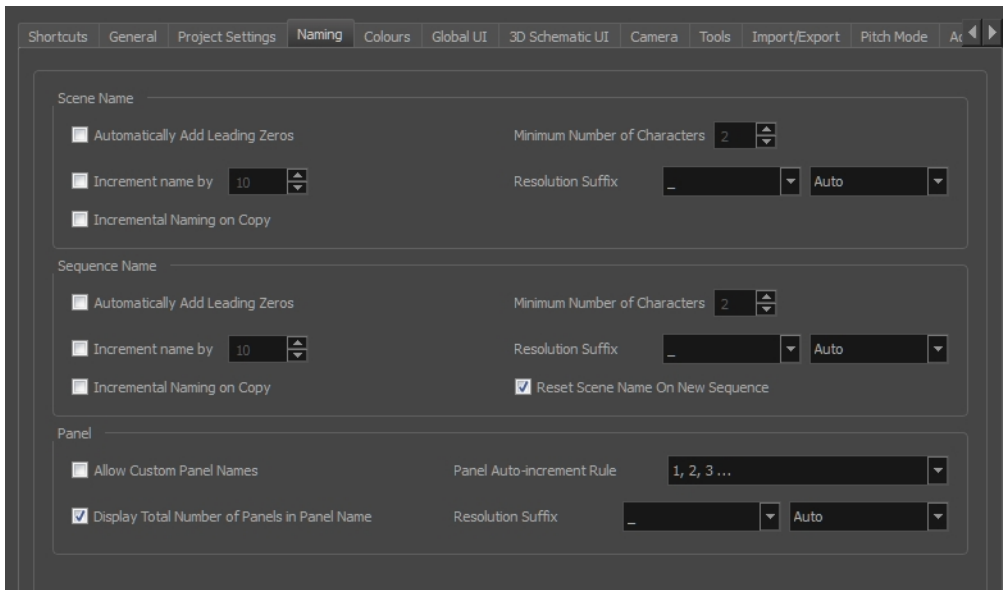 Shortcuts General Project Settings Naming Colours Global UI 3D Schematic UI Camera Tools Import/Export Pitch Mode
Scene Name
Automatically Add Leading Zeros Minimum Number of Characters 2
Increment name by 10 Resolution Suffix _ Auto
Incremental Naming on Copy
Sequence Name
Automatically Add Leading Zeros Minimum Number of Characters 2
Increment name by 10 Resolution Suffix _ Auto
Incremental Naming on Copy Reset Scene Name On New Sequence
Panel
Allow Custom Panel Names Panel Auto-increment Rule 1, 2, 3 ...
Display Total Number of Panels in Panel Name Resolution Suffix _ Auto